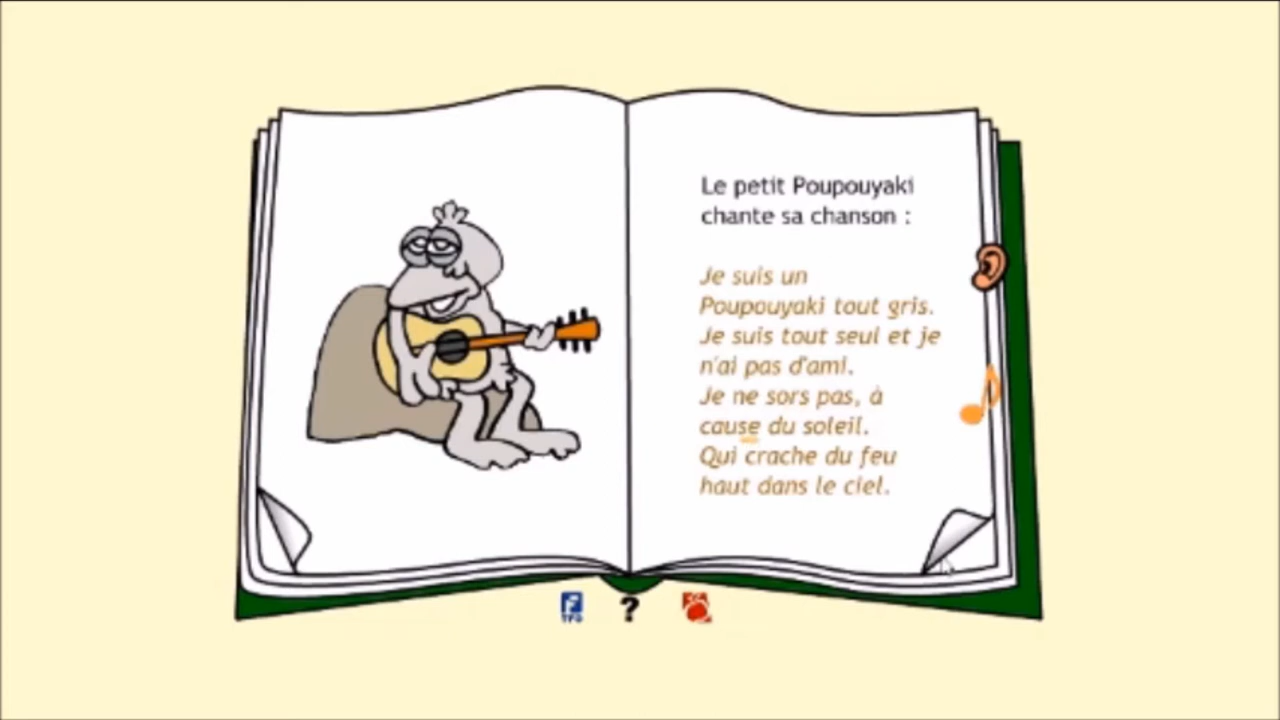 Le petit Poupouyaki
chante sa chanson :
Je suis un
Poupouyaki tout gris.
Je suis tout seul et je
n'ai pas d'ami.
Je ne sors pas, à
cause du soleil.
Qui crache du feu
haut dans le ciel.
TFO
?